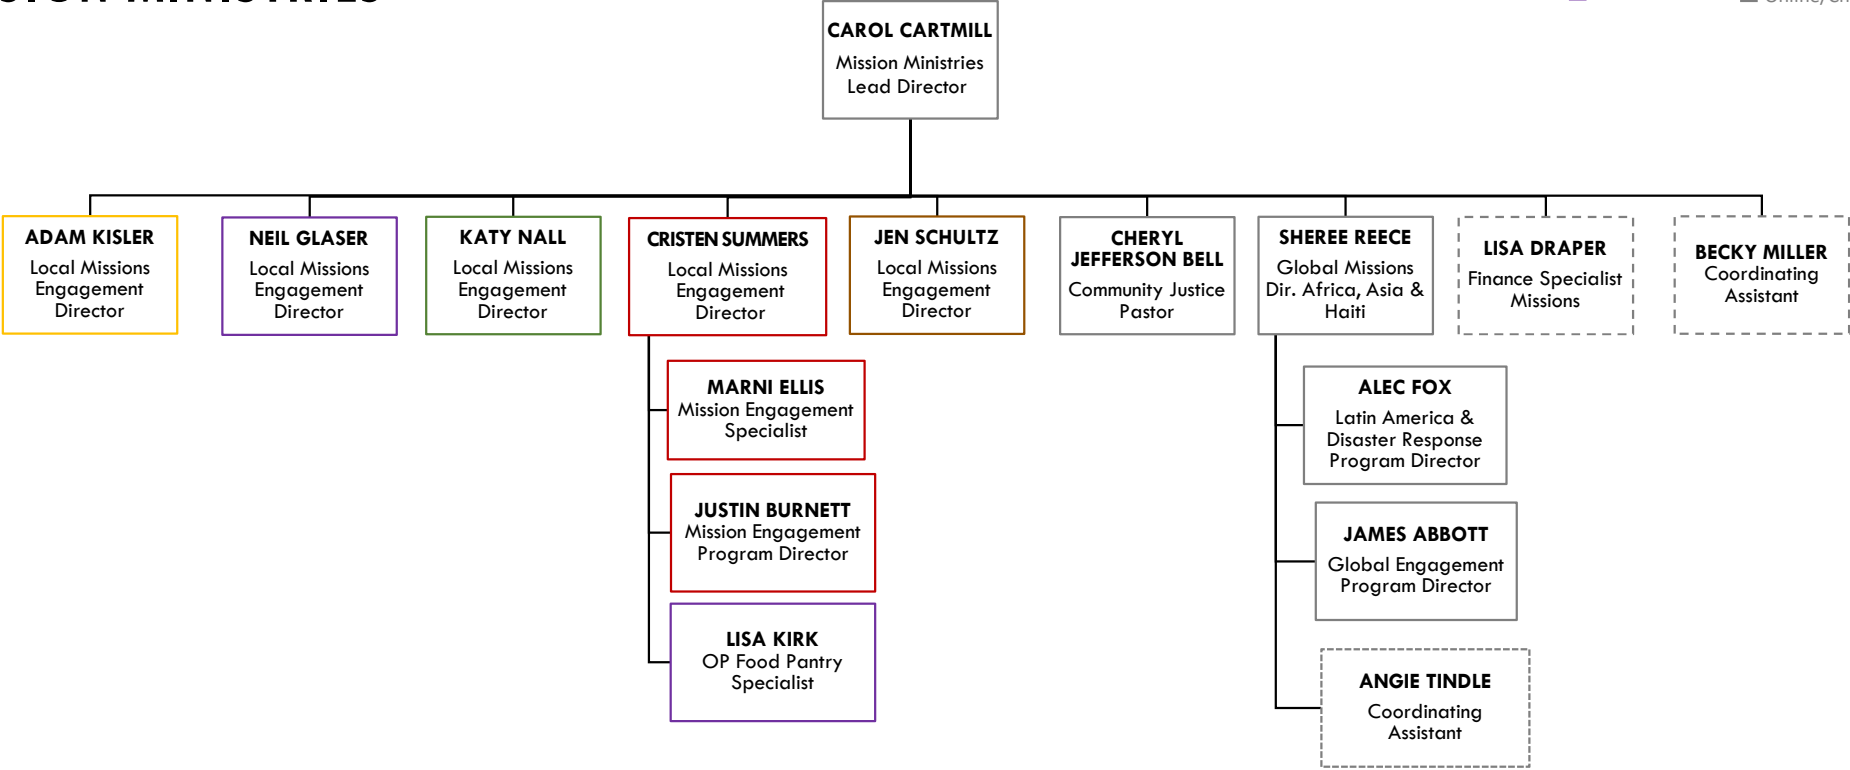 MINISTRIES
CAROL CARTMILL
Mission Ministries
Lead Director
ADAM KISLER
Local Missions
Engagement
Director
NEIL GLASER
Local Missions
Engagement
Director
KATY NALL
Local Missions
Engagement
Director
CRISTEN SUMMERS
Local Missions
Engagement
Director
JEN SCHULTZ
Local Missions
Engagement
Director
CHERYL
JEFFERSON BELL
Community Justice
Pastor
SHEREE REECE
Global Missions
Dir. Africa, Asia &
Haiti
LISA DRAPER
Finance Specialist
Missions
BECKY MILLER
Coordinating
Assistant
MARNI ELLIS
Mission Engagement
Specialist
JUSTIN BURNETT
Mission Engagement
Program Director
LISA KIRK
OP Food Pantry
Specialist
ALEC FOX
Latin America &
Disaster Response
Program Director
JAMES ABBOTT
Global Engagement
Program Director
ANGIE TINDLE
Coordinating
Assistant